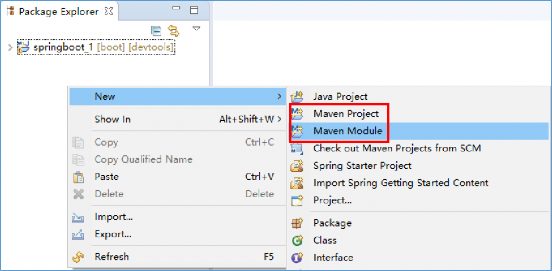 Package Explorer
springboot_1 [boot] [devtools]
New
Show In Alt+Shift+W
Copy Ctrl+C
Copy Qualified Name
Paste Ctrl+V
Delete Delete
Import...
Export...
Refresh F5
Java Project
Maven Project
Maven Module
Check out Maven Projects from SCM
Spring Starter Project
Import Spring Getting Started Content
Project...
Package
Class
Interface